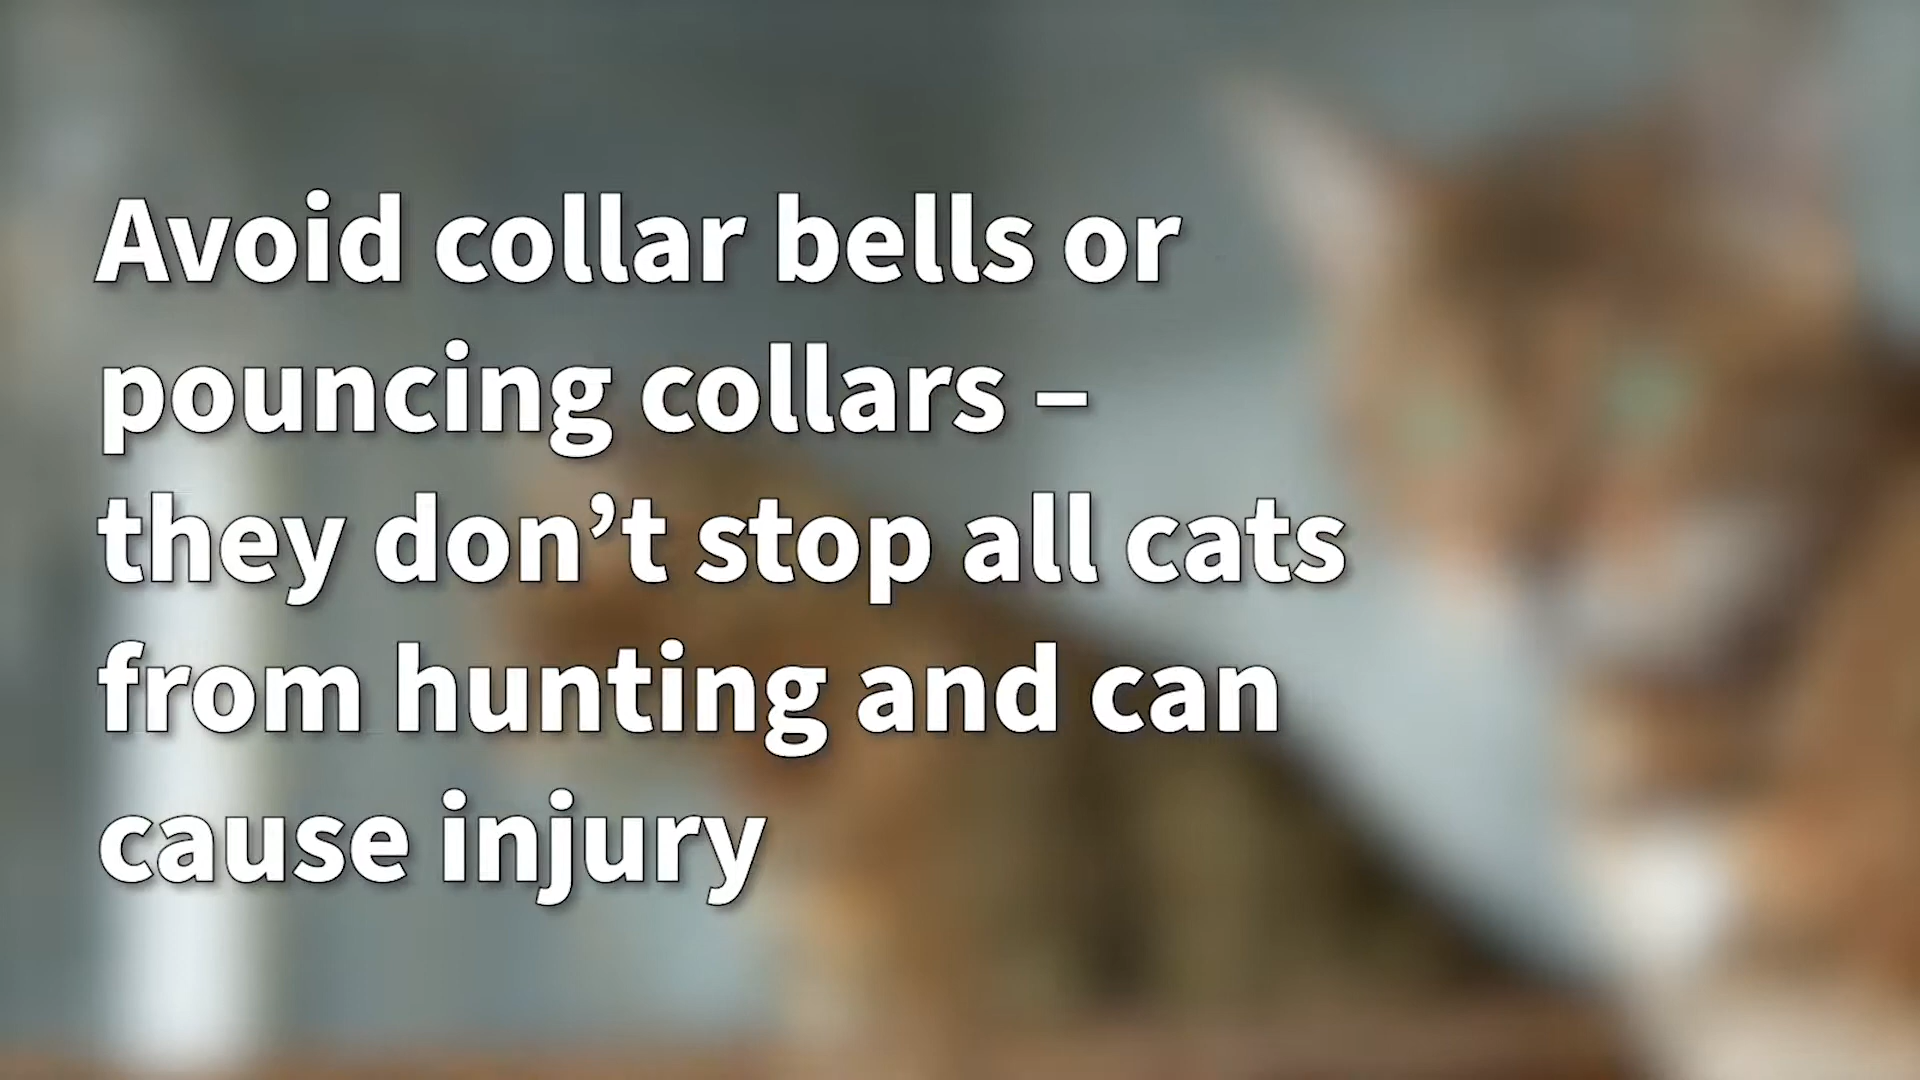 Avoid collar bells or
pouncing collars –
they don’t stop all cats
from hunting and can
cause injury